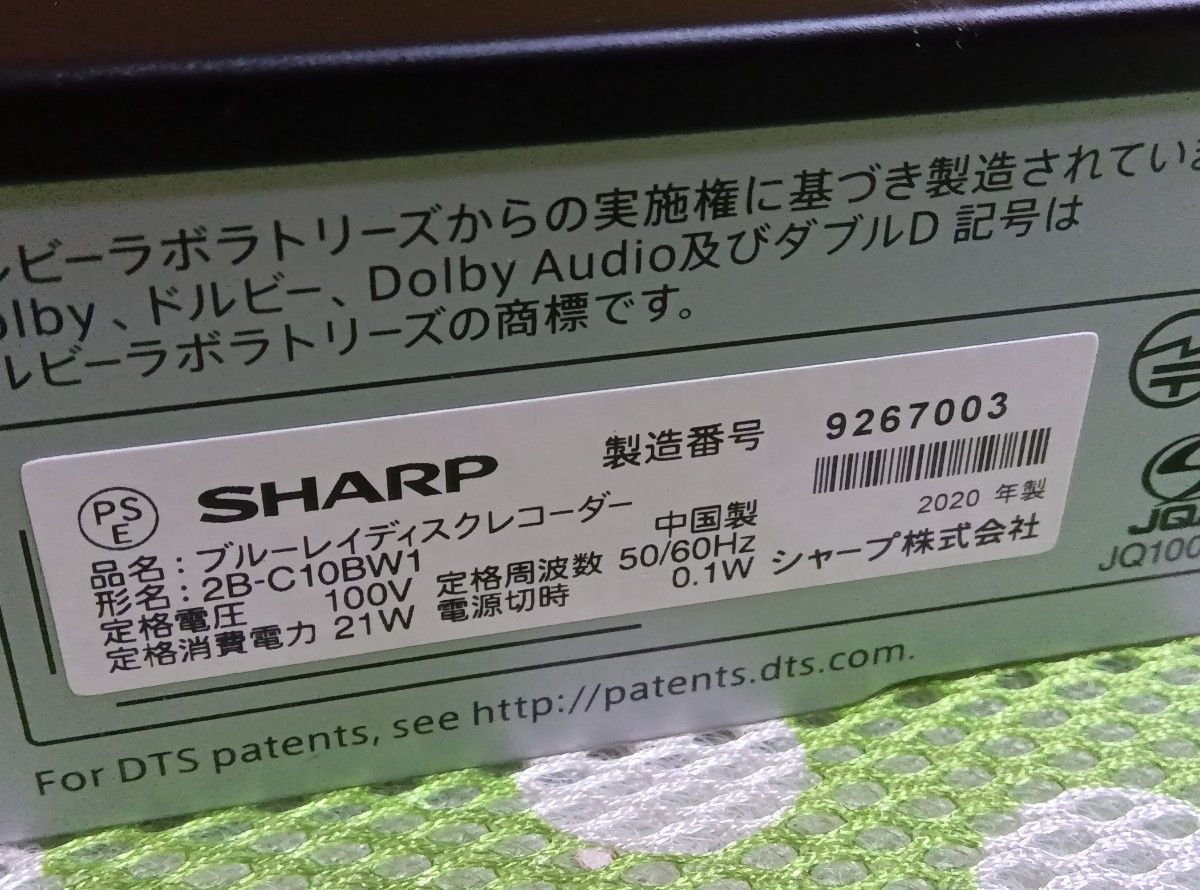 ルビーラボラトリーズからの実施権に基づき製造されていま
olby、ドルビー、Dolby Audio及びダブルD 記号は
ルビーラボラトリーズの商標です。
PS
E
SHARP 製造番号 9267003
2020 年製
品名：ブルーレイディスクレコーダー 中国製
形名：2B-C10BW1
定格電圧 100V 定格周波数 50/60Hz
定格消費電力 21W 電源切時 0.1W シャープ株式会社
JQ
JQ100
For DTS patents, see http://patents.dts.com.